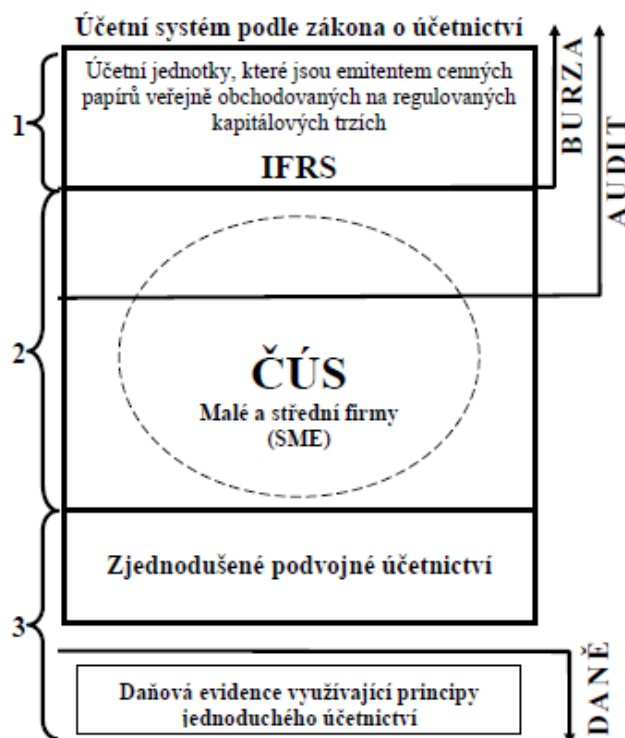 Účetní systém podle zákona o účetnictví
Účetní jednotky, které jsou emitentem cenných
papírů veřejně obchodovaných na regulovaných
kapitálových trzích
IFRS
1
BURZA
AUDIT
2
ČÚS
Malé a střední firmy
(SME)
Zjednodušené podvojné účetnictví
3
Daňová evidence využívající principy
jednoduchého účetnictví
DANĚ